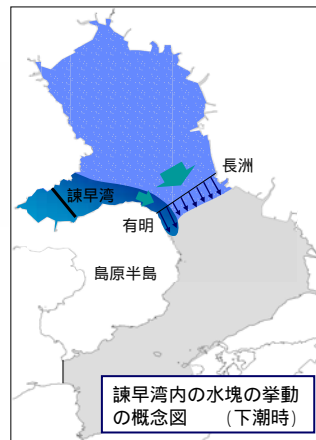 長洲
諫早湾
有明
島原半島
諫早湾内の水塊の挙動
の概念図　　(下潮時)